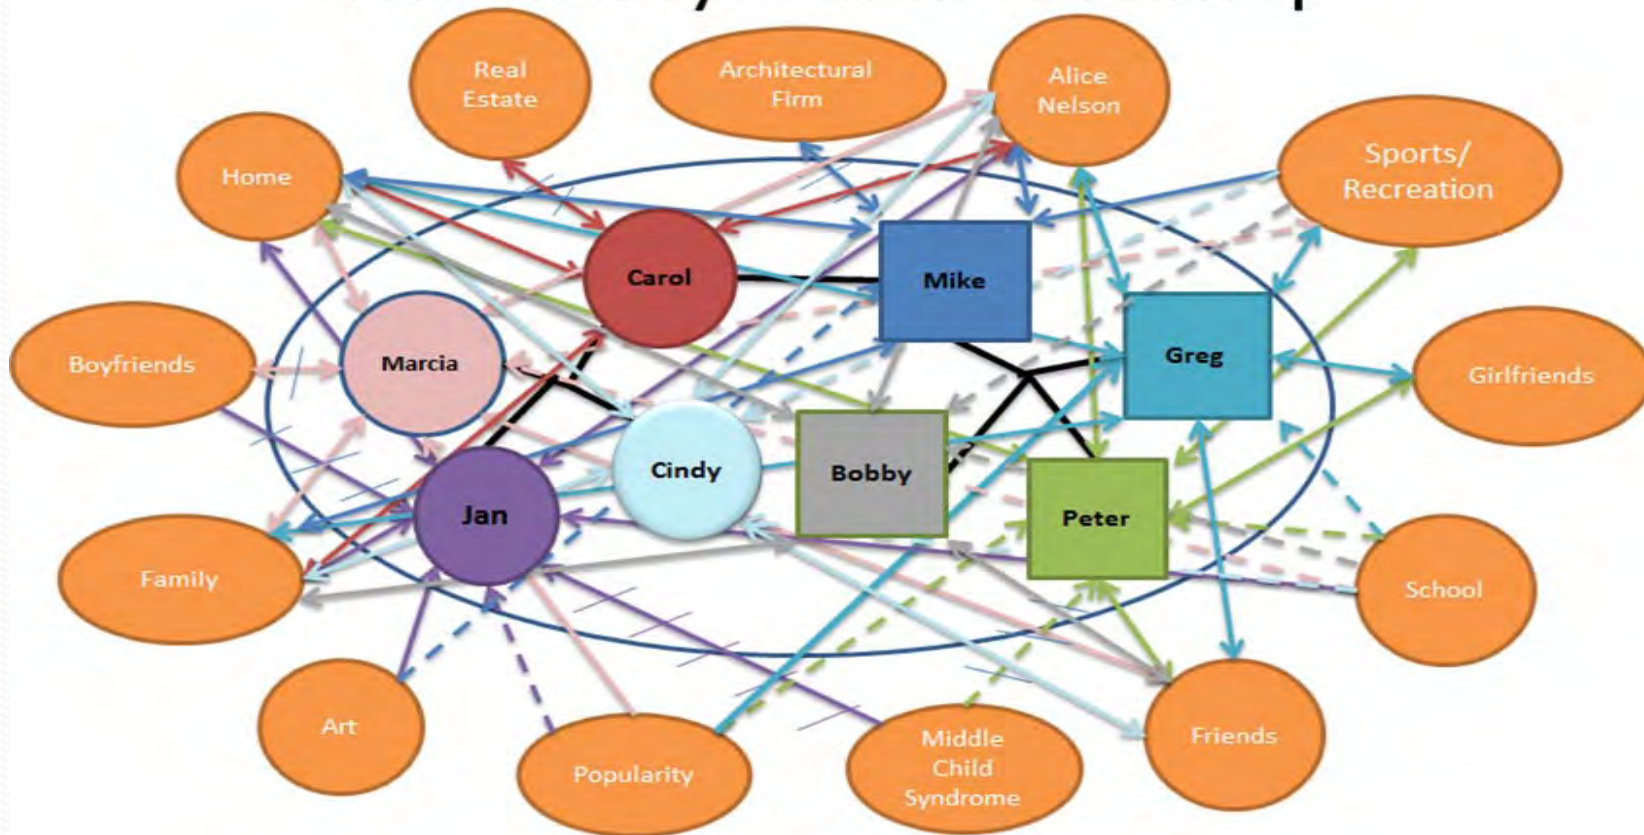 Real
Estate
Architectural
Firm
Alice
Nelson
Sports/
Recreation
Home
Carol
Mike
Boyfriends
Marcia
Greg
Girlfriends
Cindy
Bobby
Jan
Peter
Family
School
Art
Popularity
Middle
Child
Syndrome
Friends